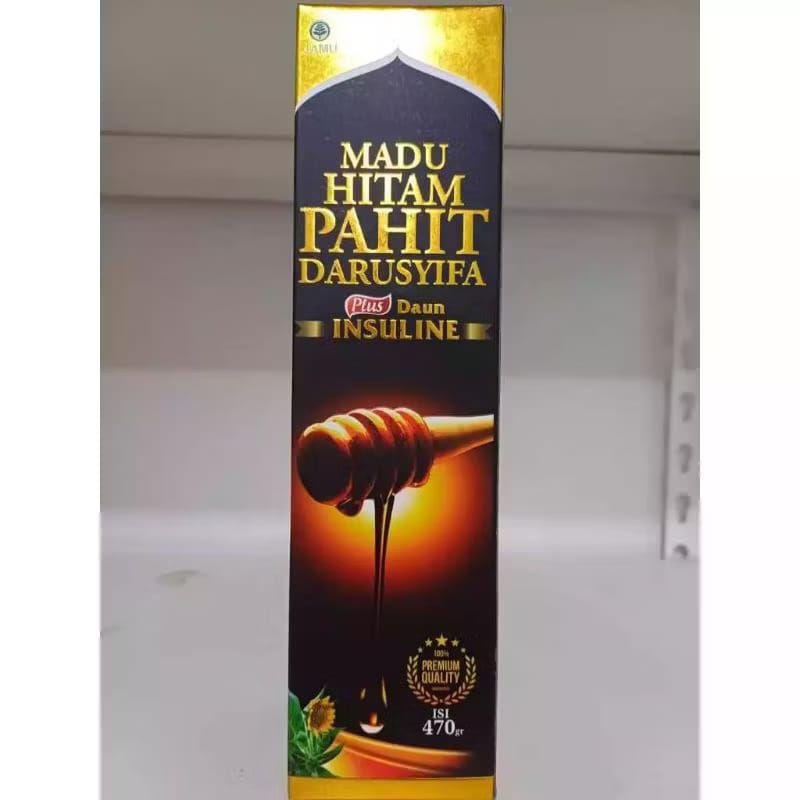 JAMU
MADU
HITAM
PAHIT
DARUSYIFA
Plus Daun
INSULINE
100%
PREMIUM
QUALITY
ISI
470gr